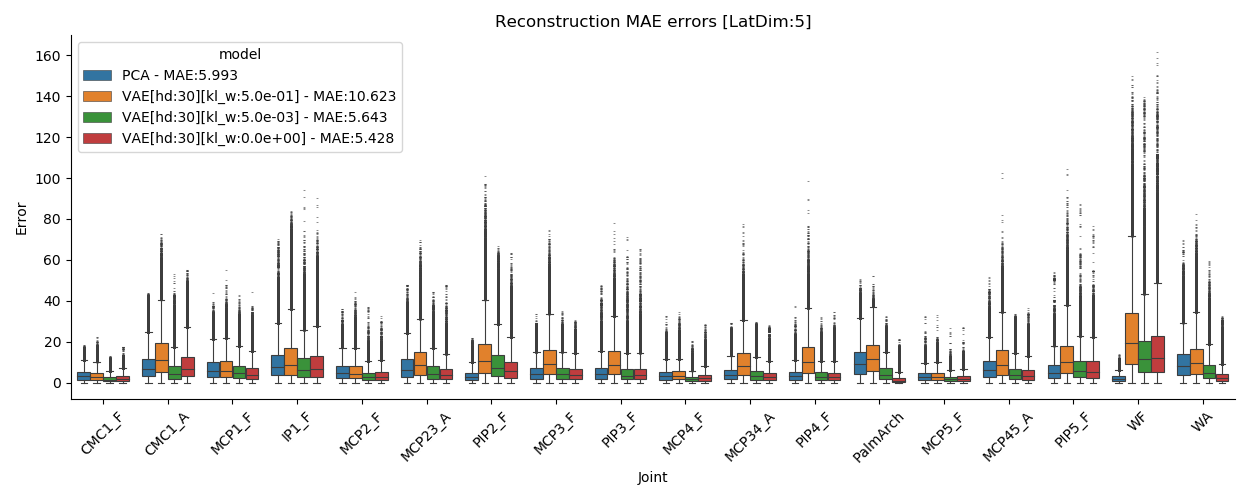 Reconstruction MAE errors [LatDim:5]
model
PCA - MAE:5.993
VAE[hd:30][kl_w:5.0e-01] - MAE:10.623
VAE[hd:30][kl_w:5.0e-03] - MAE:5.643
VAE[hd:30][kl_w:0.0e+00] - MAE:5.428
Error
160
140
120
100
80
60
40
20
0
CMC1_F
CMC1_A
MCP1_F
IP1_F
MCP2_F
MCP23_A
PIP2_F
MCP3_F
PIP3_F
MCP4_F
MCP34_A
PIP4_F
PalmArch
MCP5_F
MCP45_A
PIP5_F
WF
WA
Joint